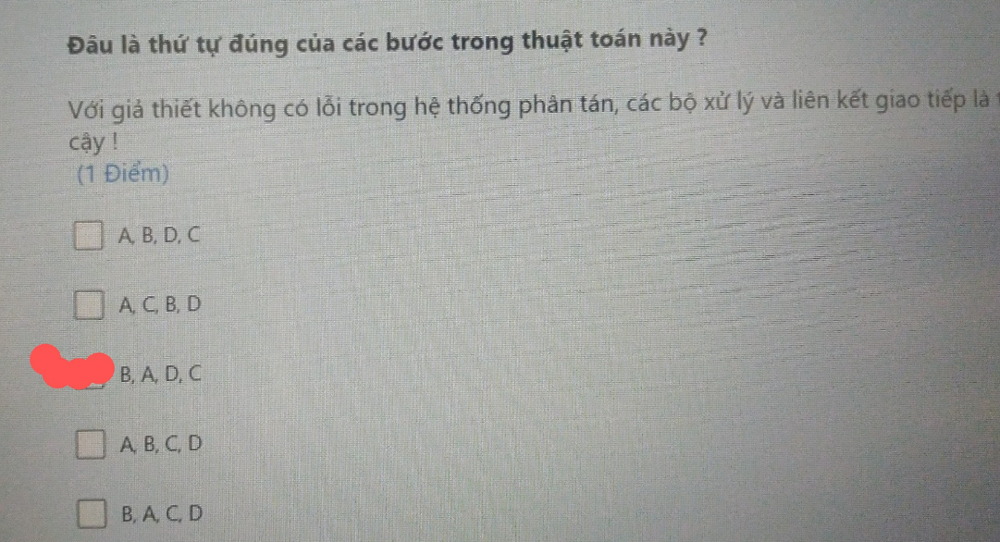 Đâu là thứ tự đúng của các bước trong thuật toán này ?
Với giả thiết không có lỗi trong hệ thống phân tán, các bộ xử lý và liên kết giao tiếp là
cậy !
(1 Điểm)
A, B, D, C
A, C, B, D
B, A, D, C
A, B, C, D
B, A, C, D